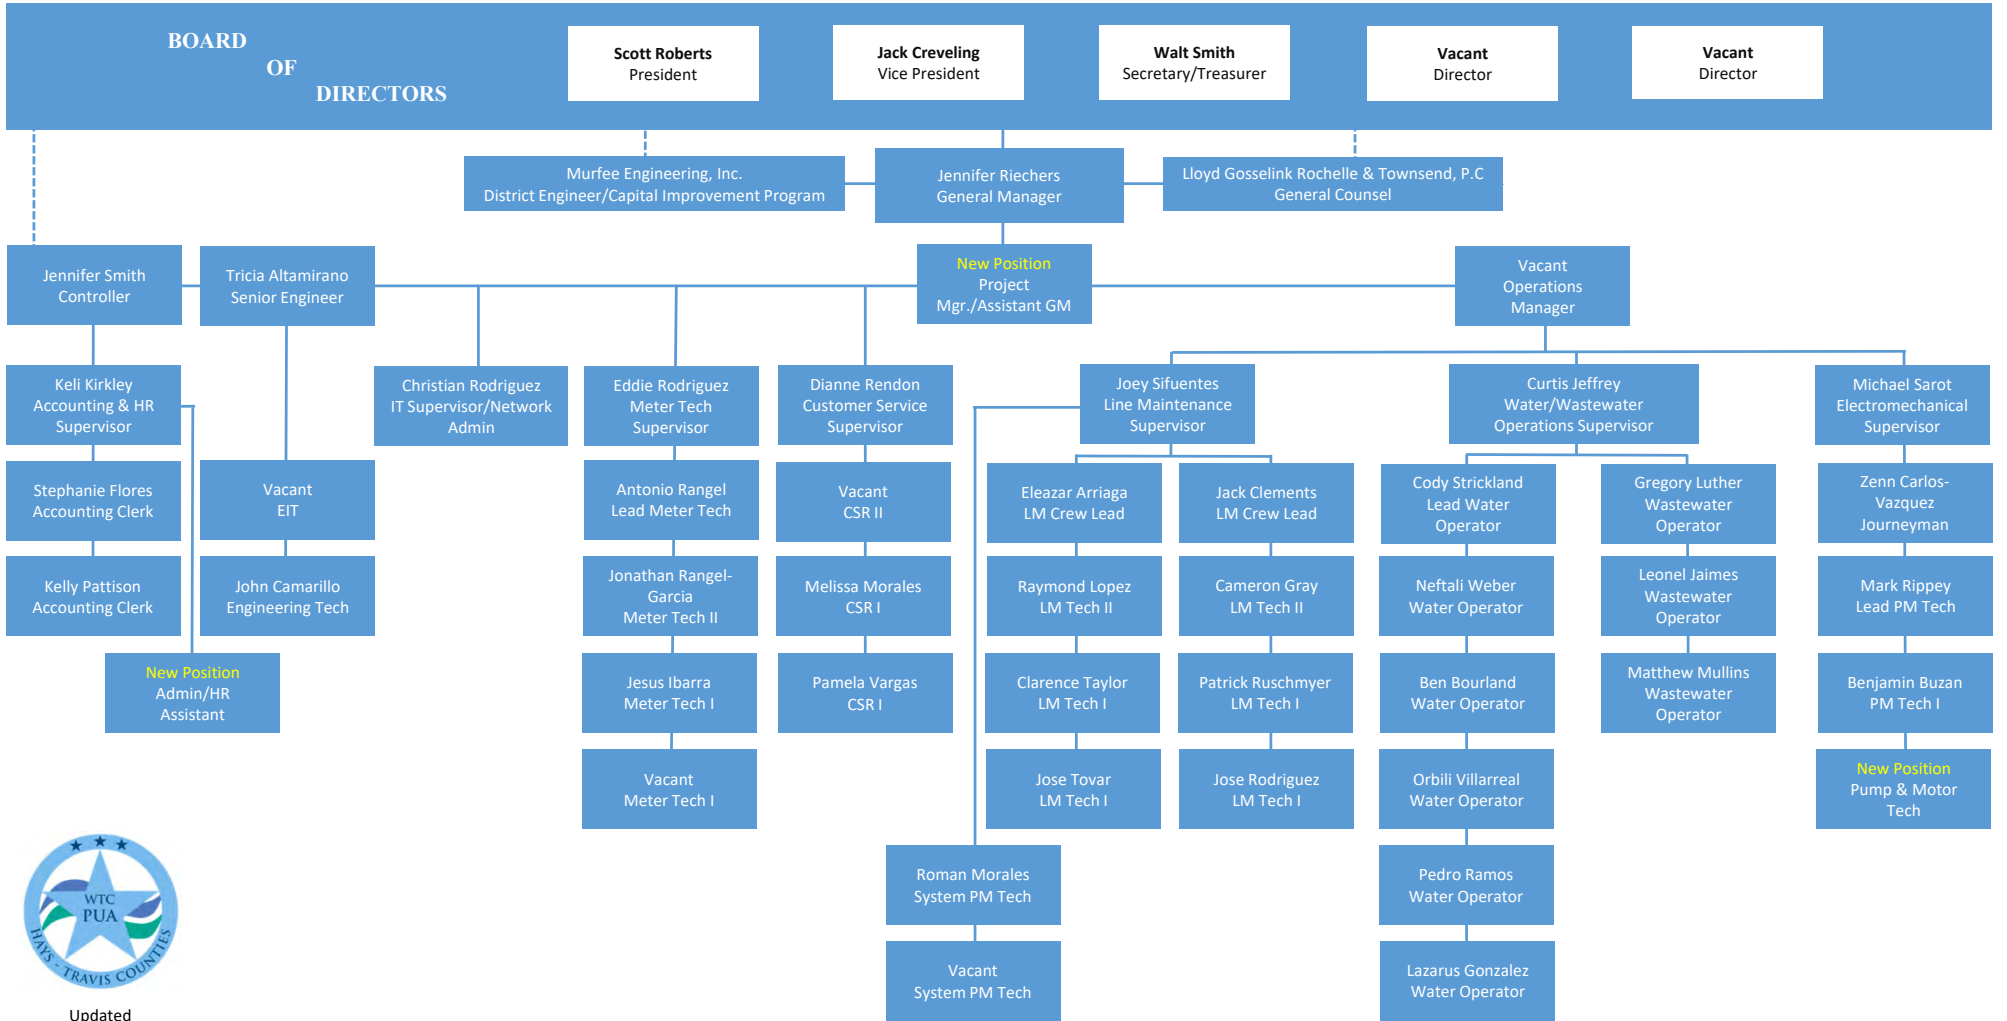 BOARD
OF
DIRECTORS
Scott Roberts
President
Jack Creveling
Vice President
Walt Smith
Secretary/Treasurer
Vacant
Director
Vacant
Director
Murfee Engineering, Inc.
District Engineer/Capital Improvement Program
Jennifer Riechers
General Manager
Lloyd Gosselink Rochelle & Townsend, P.C
General Counsel
Jennifer Smith
Controller
Tricia Altamirano
Senior Engineer
New Position
Project
Mgr./Assistant GM
Vacant
Operations
Manager
Keli Kirkley
Accounting & HR
Supervisor
Christian Rodriguez
IT Supervisor/Network
Admin
Eddie Rodriguez
Meter Tech
Supervisor
Dianne Rendon
Customer Service
Supervisor
Joey Sifuentes
Line Maintenance
Supervisor
Curtis Jeffrey
Water/Wastewater
Operations Supervisor
Michael Sarot
Electromechanical
Supervisor
Stephanie Flores
Accounting Clerk
Vacant
EIT
Antonio Rangel
Lead Meter Tech
Vacant
CSR II
Eleazar Arriaga
LM Crew Lead
Jack Clements
LM Crew Lead
Cody Strickland
Lead Water
Operator
Gregory Luther
Wastewater
Operator
Zenn Carlos-
Vazquez
Journeyman
Kelly Pattison
Accounting Clerk
John Camarillo
Engineering Tech
Jonathan Rangel-
Garcia
Meter Tech II
Melissa Morales
CSR I
Raymond Lopez
LM Tech II
Cameron Gray
LM Tech II
Neftali Weber
Water Operator
Leonel Jaimes
Wastewater
Operator
Mark Rippey
Lead PM Tech
New Position
Admin/HR
Assistant
Jesus Ibarra
Meter Tech I
Pamela Vargas
CSR I
Clarence Taylor
LM Tech I
Patrick Ruschmyer
LM Tech I
Ben Bourland
Water Operator
Matthew Mullins
Wastewater
Operator
Benjamin Buzan
PM Tech I
Vacant
Meter Tech I
Jose Tovar
LM Tech I
Jose Rodriguez
LM Tech I
Orbili Villarreal
Water Operator
New Position
Pump & Motor
Tech
Roman Morales
System PM Tech
Pedro Ramos
Water Operator
Vacant
System PM Tech
Lazarus Gonzalez
Water Operator
WTC
PUA
HAYS - TRAVIS COUNTIES
Updated